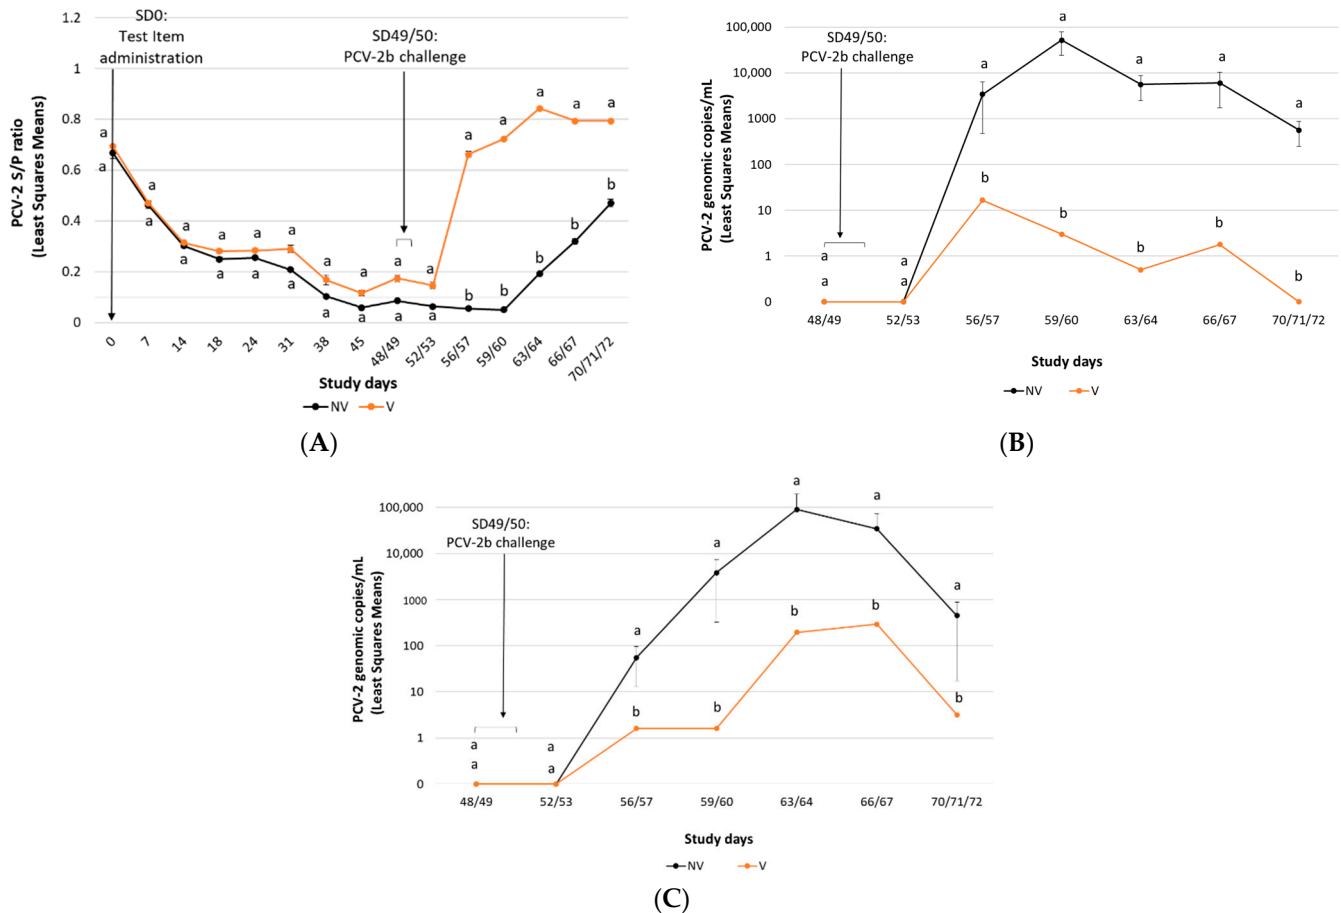 SD0:
Test Item
administration
SD49/50:
PCV-2b challenge
PCV-2 S/P ratio
(Least Squares Means)
1.2
1
0.8
0.6
0.4
0.2
0
a a a a a a a a a a a a a a a
a a a a a a a a a a b b b b b
0 7 14 18 24 31 38 45 48/49 52/53 56/57 59/60 63/64 66/67 70/71/72
Study days
NV V
(A)
SD49/50:
PCV-2b challenge
PCV-2 genomic copies/mL
(Least Squares Means)
100,000
10,000
1000
100
10
1
0
a a a a a a a
a a b b b b b
48/49 52/53 56/57 59/60 63/64 66/67 70/71/72
Study days
NV V
(B)
SD49/50:
PCV-2b challenge
PCV-2 genomic copies/mL
(Least Squares Means)
100,000
10,000
1000
100
10
1
0
a a a a a a a
a a b b b b b
48/49 52/53 56/57 59/60 63/64 66/67 70/71/72
Study days
NV V
(C)